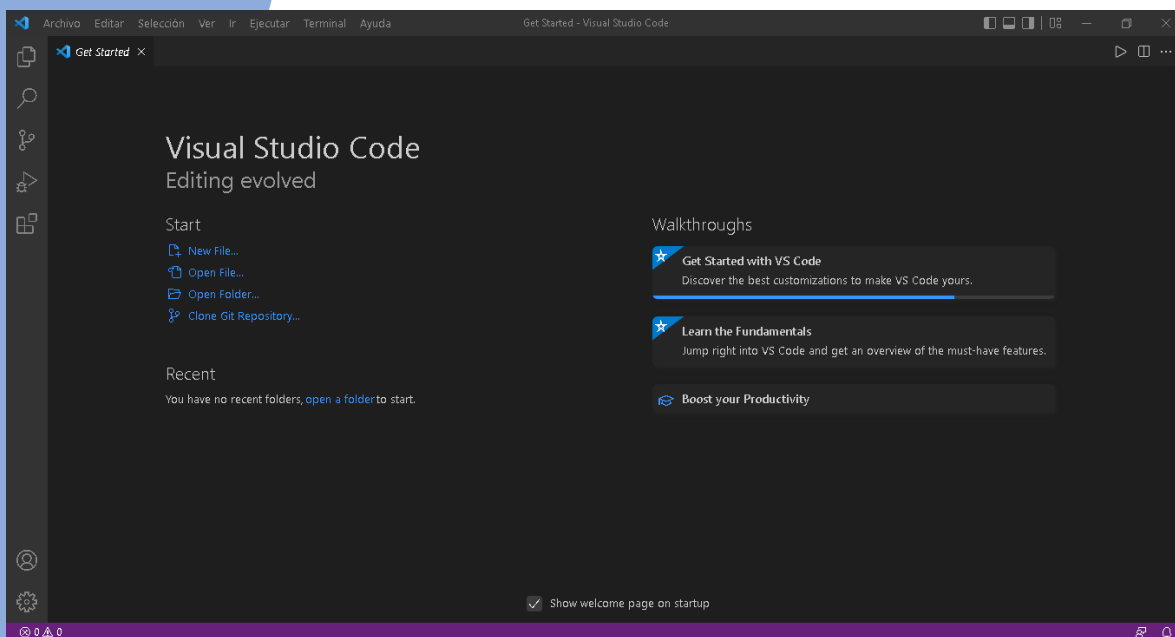 Archivo Editar Selección Ver Ir Ejecutar Terminal Ayuda
Get Started - Visual Studio Code
Get Started
Visual Studio Code
Editing evolved
Start
New File...
Open File...
Open Folder...
Clone Git Repository...
Recent
You have no recent folders, open a folder to start.
Walkthroughs
Get Started with VS Code
Discover the best customizations to make VS Code yours.
Learn the Fundamentals
Jump right into VS Code and get an overview of the must-have features.
Boost your Productivity
Show welcome page on startup
0 0